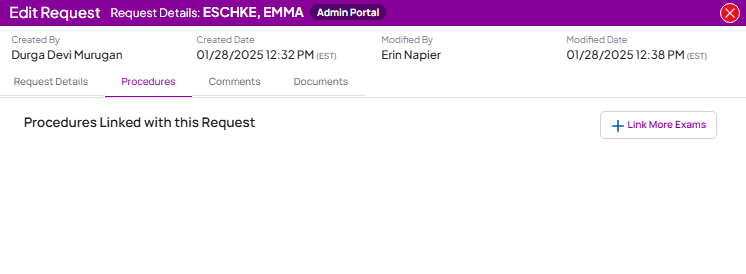 Edit Request Request Details: ESCHKE, EMMA Admin Portal
Created By Created Date Modified By Modified Date
Durga Devi Murugan 01/28/2025 12:32 PM (EST) Erin Napier 01/28/2025 12:38 PM (EST)
Request Details Procedures Comments Documents
Procedures Linked with this Request Link More Exams